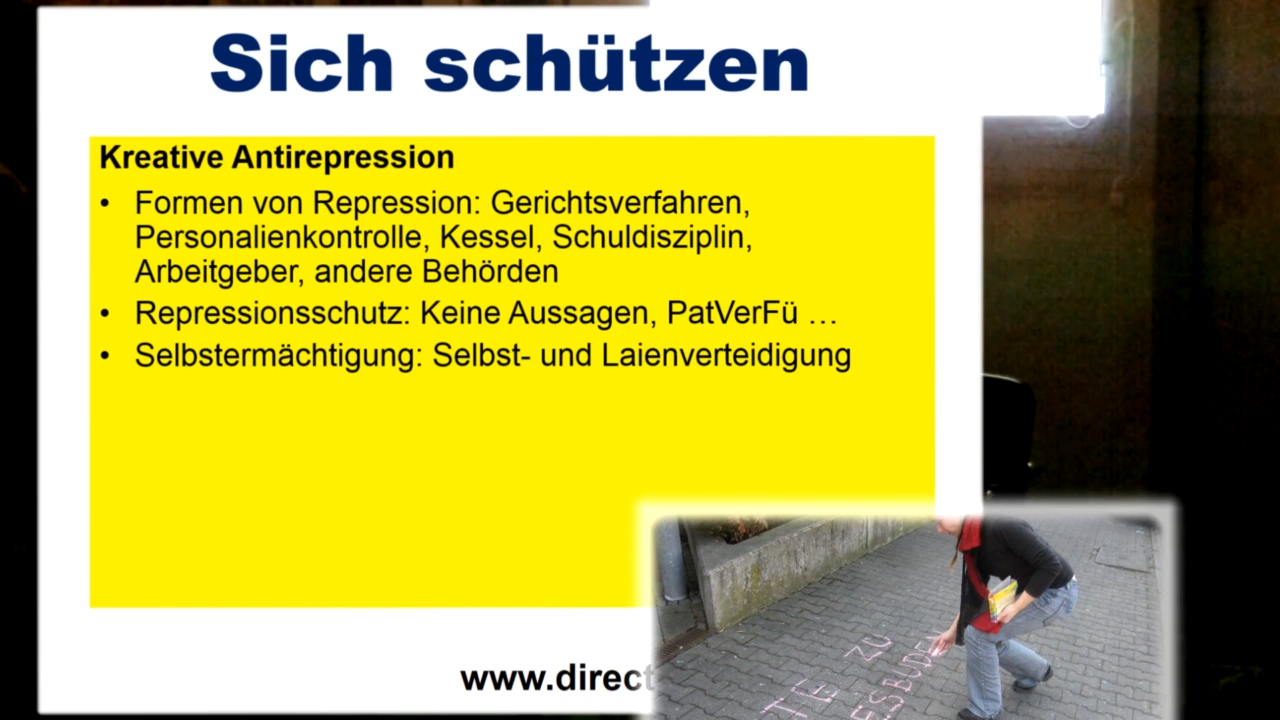 Sich schützen
Kreative Antirepression
• Formen von Repression: Gerichtsverfahren,
Personalienkontrolle, Kessel, Schuldisziplin,
Arbeitgeber, andere Behörden
• Repressionsschutz: Keine Aussagen, PatVerFü …
• Selbstermächtigung: Selbst- und Laienverteidigung
www.direct
ZU